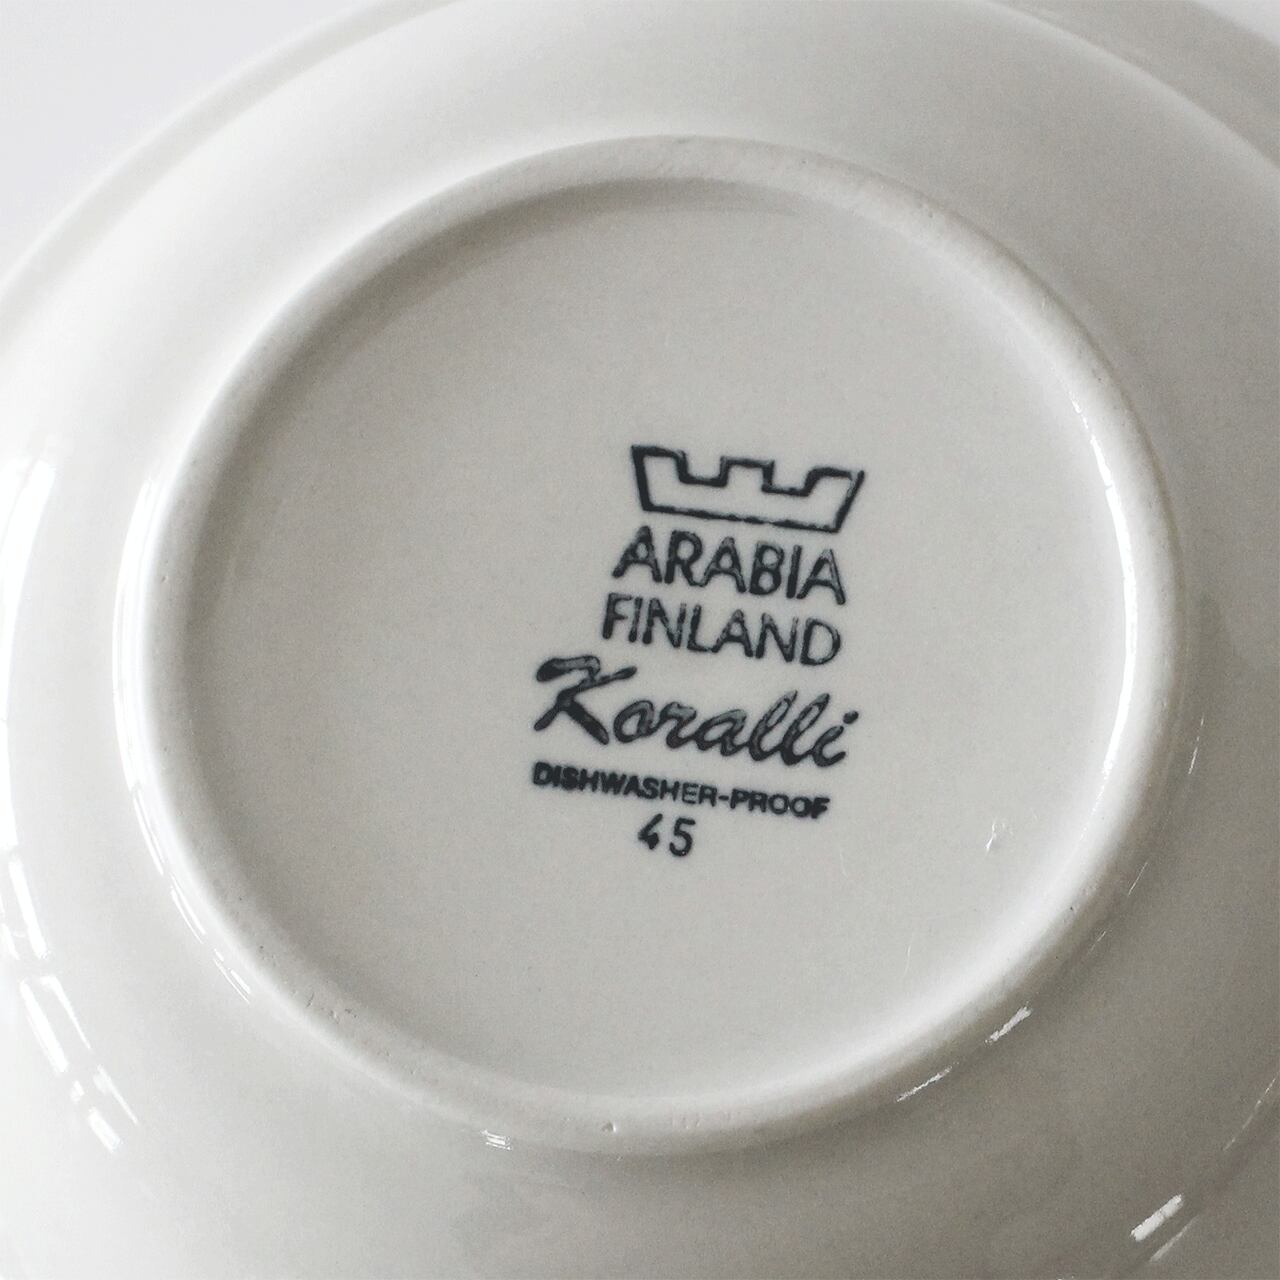 ARABIA
FINLAND
Koralli
DISHWASHER-PROOF
45